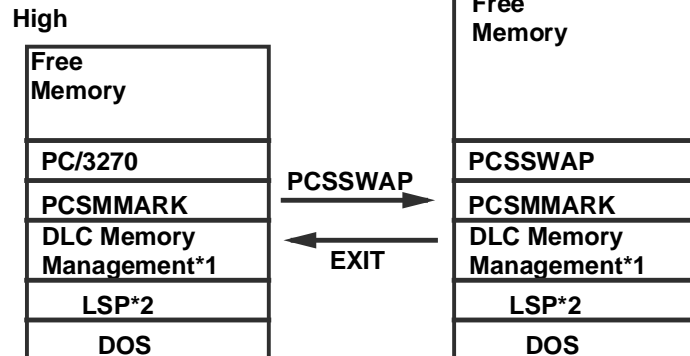 High
Free
Memory
PC/3270
PCSMMARK
DLC Memory
Management*1
LSP*2
DOS
PCSSWAP
EXIT
Free
Memory
PCSSWAP
PCSMMARK
DLC Memory
Management*1
LSP*2
DOS